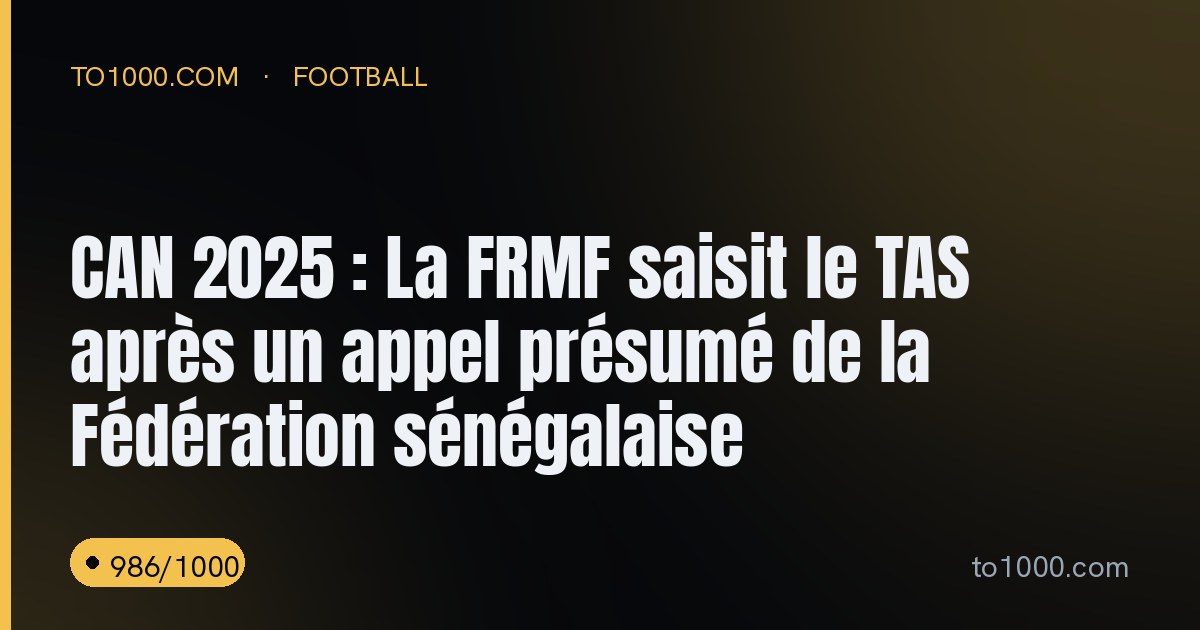 TO1000.COM · FOOTBALL
CAN 2025 : La FRMF saisit le TAS
après un appel présumé de la
Fédération sénégalaise
986/1000
to1000.com